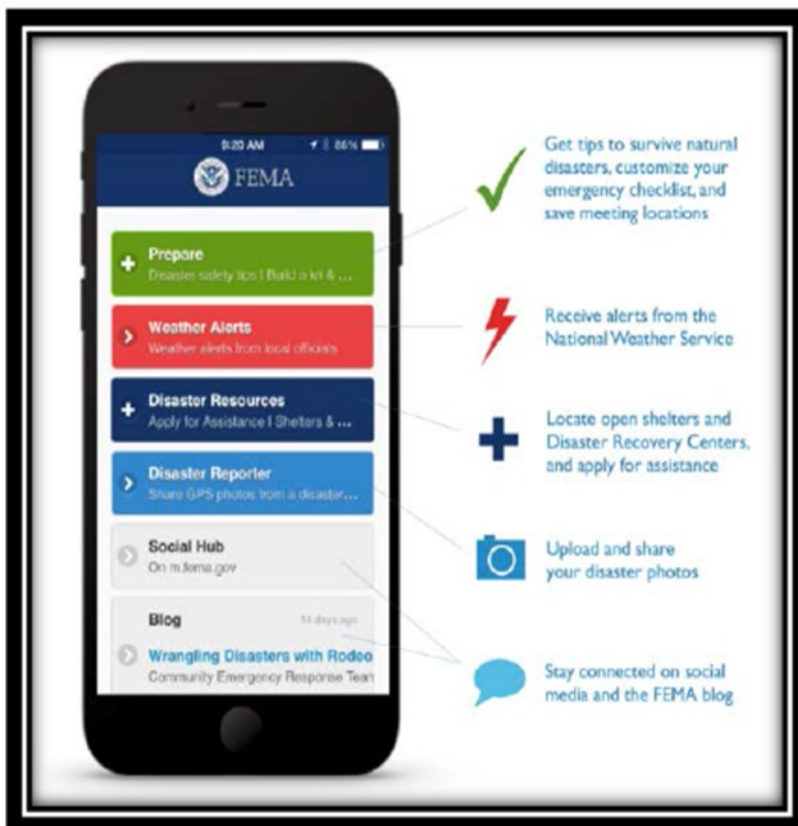 9:20 AM
86%
FEMA
Prepare
Disaster safety tips | Build a kit & ...
Weather Alerts
Weather alerts from local officials
Disaster Resources
Apply for Assistance | Shelters & ...
Disaster Reporter
Share GPS photos from a disaster...
Social Hub
On m.fema.gov
Blog
14 days ago
Wrangling Disasters with Rodeo
Community Emergency Response Team
Get tips to survive natural
disasters, customize your
emergency checklist, and
save meeting locations
Receive alerts from the
National Weather Service
Locate open shelters and
Disaster Recovery Centers,
and apply for assistance
Upload and share
your disaster photos
Stay connected on social
media and the FEMA blog